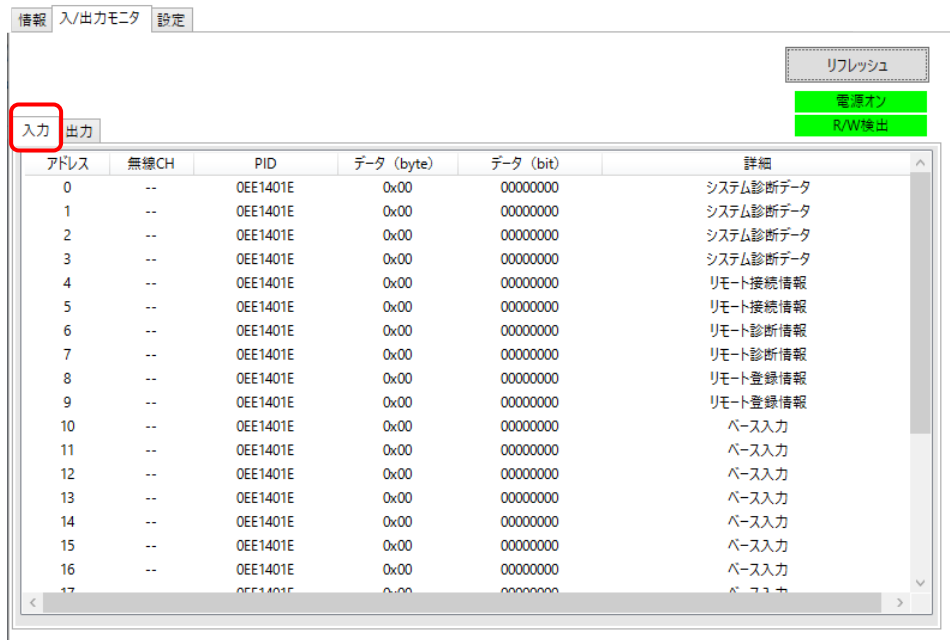 情報 入/出力モニタ 設定
リフレッシュ
電源オン
R/W検出
入力 出力
アドレス 無線CH PID データ (byte) データ (bit) 詳細
0 -- 0EE1401E 0x00 00000000 システム診断データ
1 -- 0EE1401E 0x00 00000000 システム診断データ
2 -- 0EE1401E 0x00 00000000 システム診断データ
3 -- 0EE1401E 0x00 00000000 システム診断データ
4 -- 0EE1401E 0x00 00000000 リモート接続情報
5 -- 0EE1401E 0x00 00000000 リモート接続情報
6 -- 0EE1401E 0x00 00000000 リモート診断情報
7 -- 0EE1401E 0x00 00000000 リモート診断情報
8 -- 0EE1401E 0x00 00000000 リモート登録情報
9 -- 0EE1401E 0x00 00000000 リモート登録情報
10 -- 0EE1401E 0x00 00000000 ベース入力
11 -- 0EE1401E 0x00 00000000 ベース入力
12 -- 0EE1401E 0x00 00000000 ベース入力
13 -- 0EE1401E 0x00 00000000 ベース入力
14 -- 0EE1401E 0x00 00000000 ベース入力
15 -- 0EE1401E 0x00 00000000 ベース入力
16 -- 0EE1401E 0x00 00000000 ベース入力